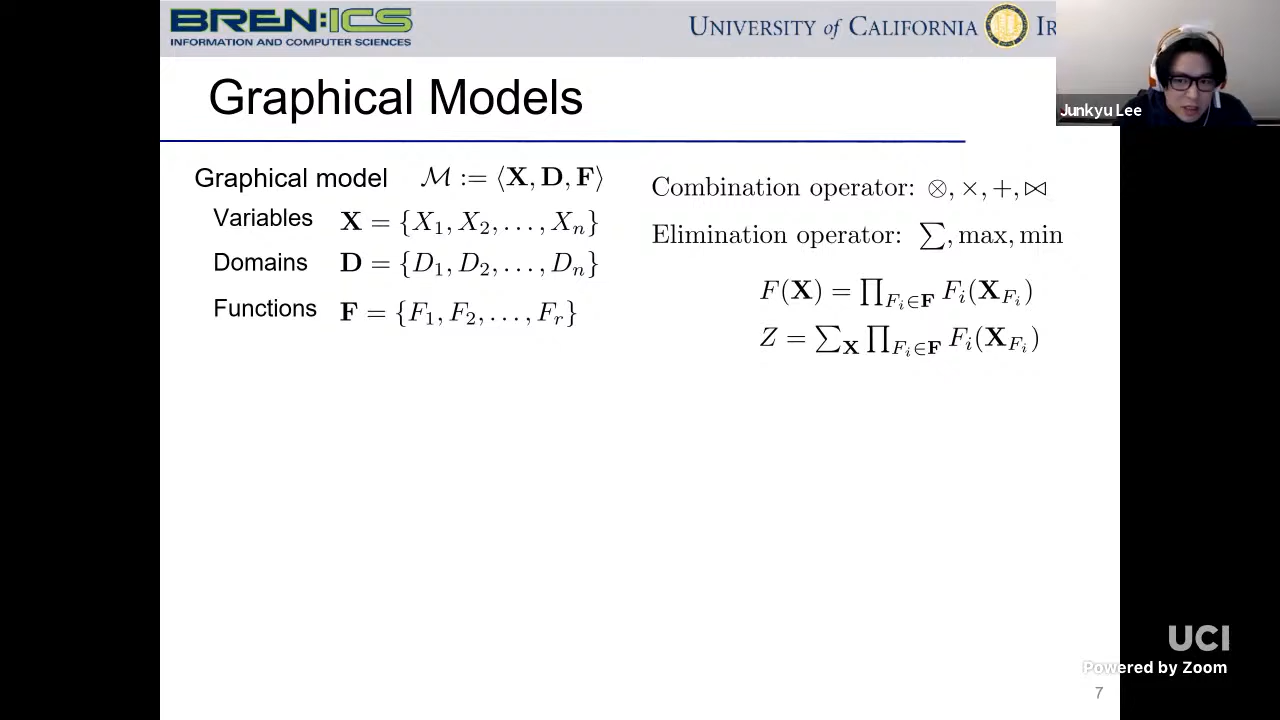 BREN:ICS
INFORMATION AND COMPUTER SCIENCES
UNIVERSITY of CALIFORNIA IR
Junkyu Lee
Graphical Models
Graphical model M := ⟨X, D, F⟩
Variables X = {X₁, X₂, . . . , Xₙ}
Domains D = {D₁, D₂, . . . , Dₙ}
Functions F = {F₁, F₂, . . . , Fᵣ}
Combination operator: ⊗, ×, +, ⋈
Elimination operator: ∑, max, min
F(X) = ∏_{Fᵢ∈F} Fᵢ(X_{Fᵢ})
Z = ∑_X ∏_{Fᵢ∈F} Fᵢ(X_{Fᵢ})
UCI
Powered by Zoom
7